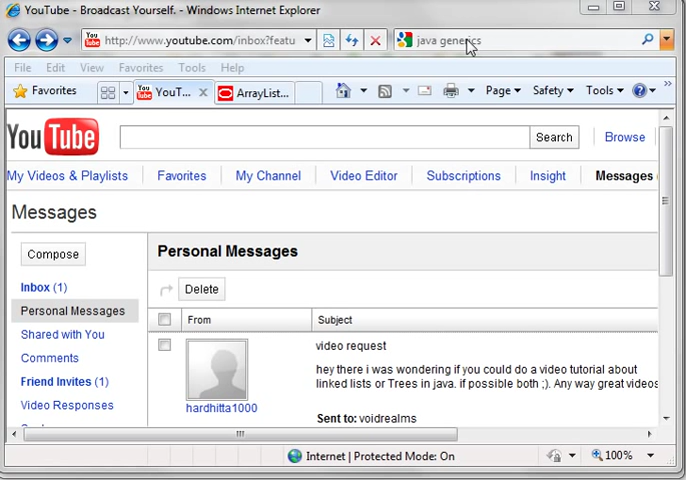 YouTube - Broadcast Yourself. - Windows Internet Explorer
You Tube http://www.youtube.com/inbox?featu java generics
File Edit View Favorites Tools Help
Favorites YouT... ArrayList... Page Safety Tools
YouTube Search Browse
My Videos & Playlists Favorites My Channel Video Editor Subscriptions Insight Messages
Messages
Compose Personal Messages
Inbox (1) Delete
Personal Messages From Subject
Shared with You video request
Comments hey there i was wondering if you could do a video tutorial about
Friend Invites (1) linked lists or Trees in java. if possible both ;). Any way great videos
Video Responses hardhitta1000
Sent to: voidrealms
Internet | Protected Mode: On 100%